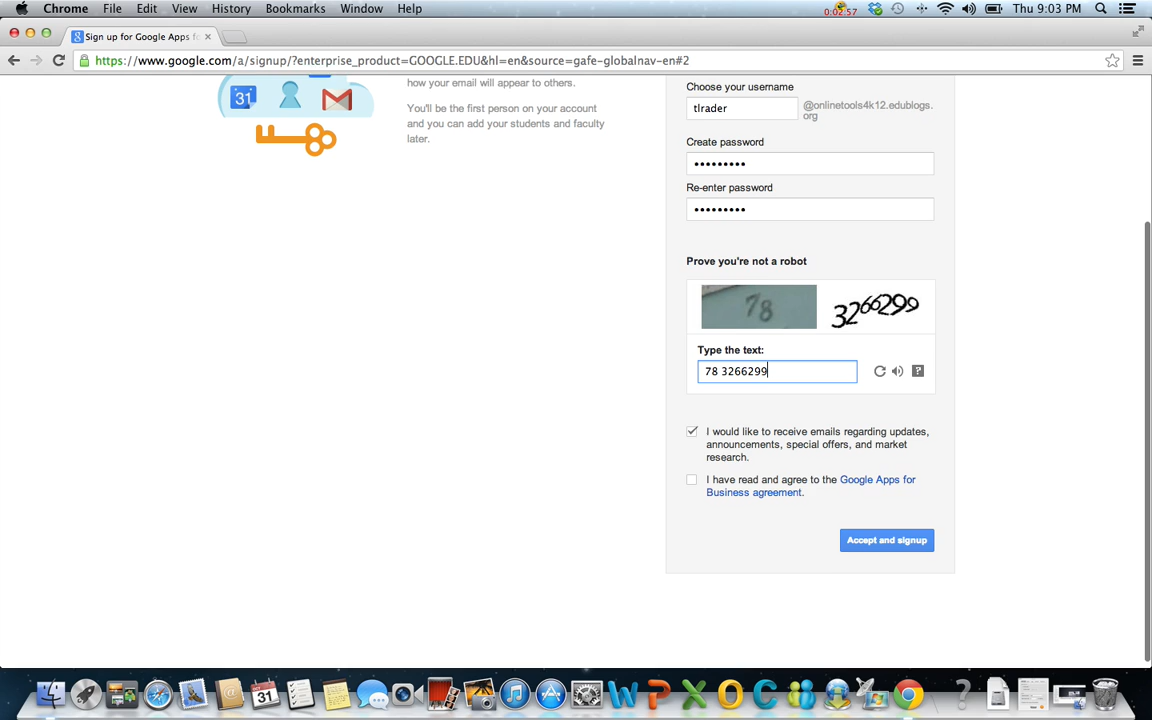 Chrome File Edit View History Bookmarks Window Help 0:02:57 Thu 9:03 PM
Sign up for Google Apps f
https://www.google.com/a/signup/?enterprise_product=GOOGLE.EDU&hl=en&source=gafe-globalnav-en#2
31
how your email will appear to others.
You'll be the first person on your account
and you can add your students and faculty
later.
Choose your username
tlrader
@onlinetools4k12.edublogs.
org
Create password
•••••••••
Re-enter password
•••••••••
Prove you're not a robot
78 3266299
Type the text:
78 3266299
?
I would like to receive emails regarding updates,
announcements, special offers, and market
research.
I have read and agree to the Google Apps for
Business agreement.
Accept and signup
OCT
31
W P X O C ?